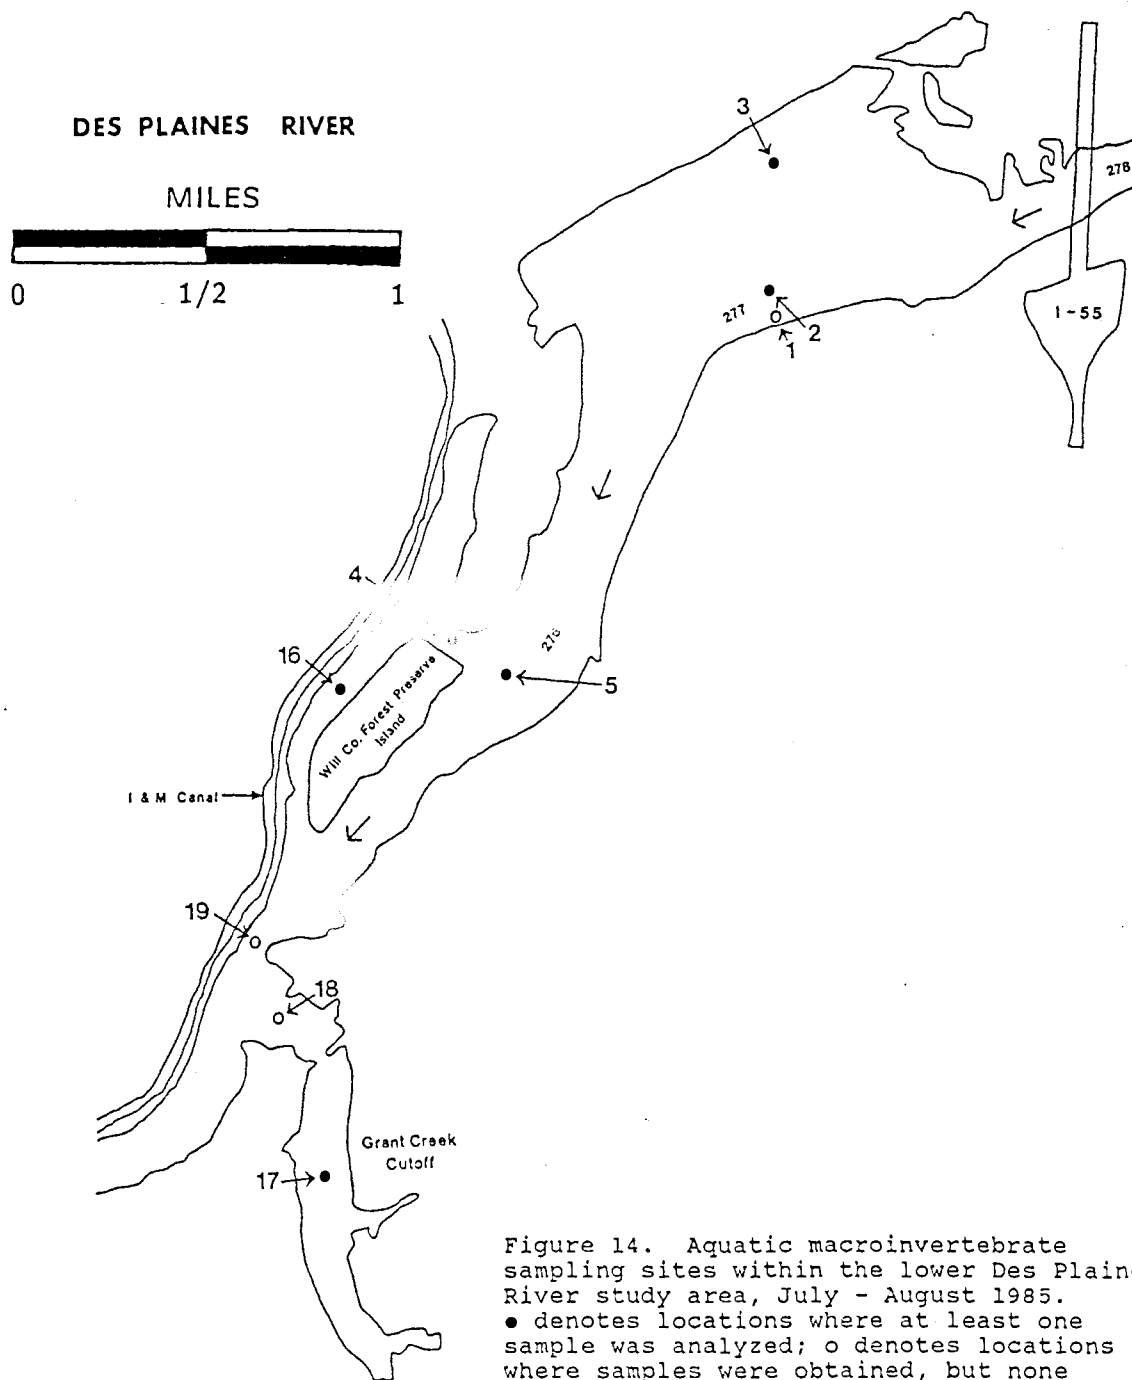 DES PLAINES RIVER
MILES
0 1/2 1
3
278
I-55
277
2
1
4
276
16
5
Will Co. Forest Preserve
Island
I & M Canal
19
18
Grant Creek
Cutoff
17
Figure 14. Aquatic macroinvertebrate
sampling sites within the lower Des Plain
River study area, July - August 1985.
● denotes locations where at least one
sample was analyzed; o denotes locations
where samples were obtained, but none